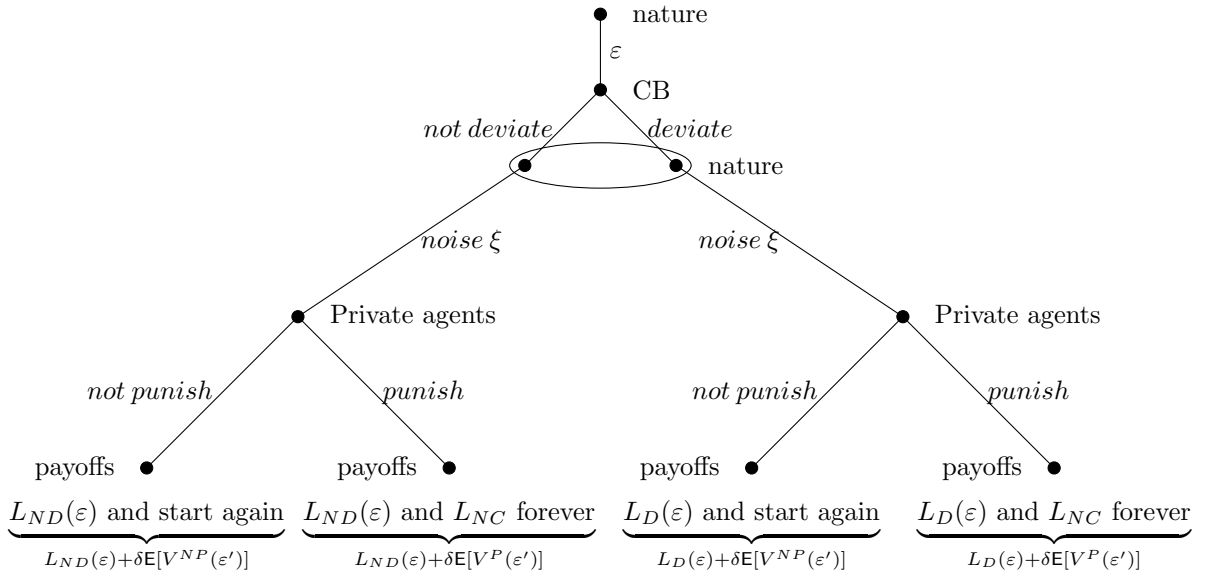 nature
ε
CB
not deviate deviate
nature
noise ξ noise ξ
Private agents Private agents
not punish punish not punish punish
payoffs payoffs payoffs payoffs
L_{ND}(ε) and start again L_{ND}(ε) and L_{NC} forever L_D(ε) and start again L_D(ε) and L_{NC} forever
L_{ND}(ε)+δE[V^{NP}(ε′)] L_{ND}(ε)+δE[V^P(ε′)] L_D(ε)+δE[V^{NP}(ε′)] L_D(ε)+δE[V^P(ε′)]